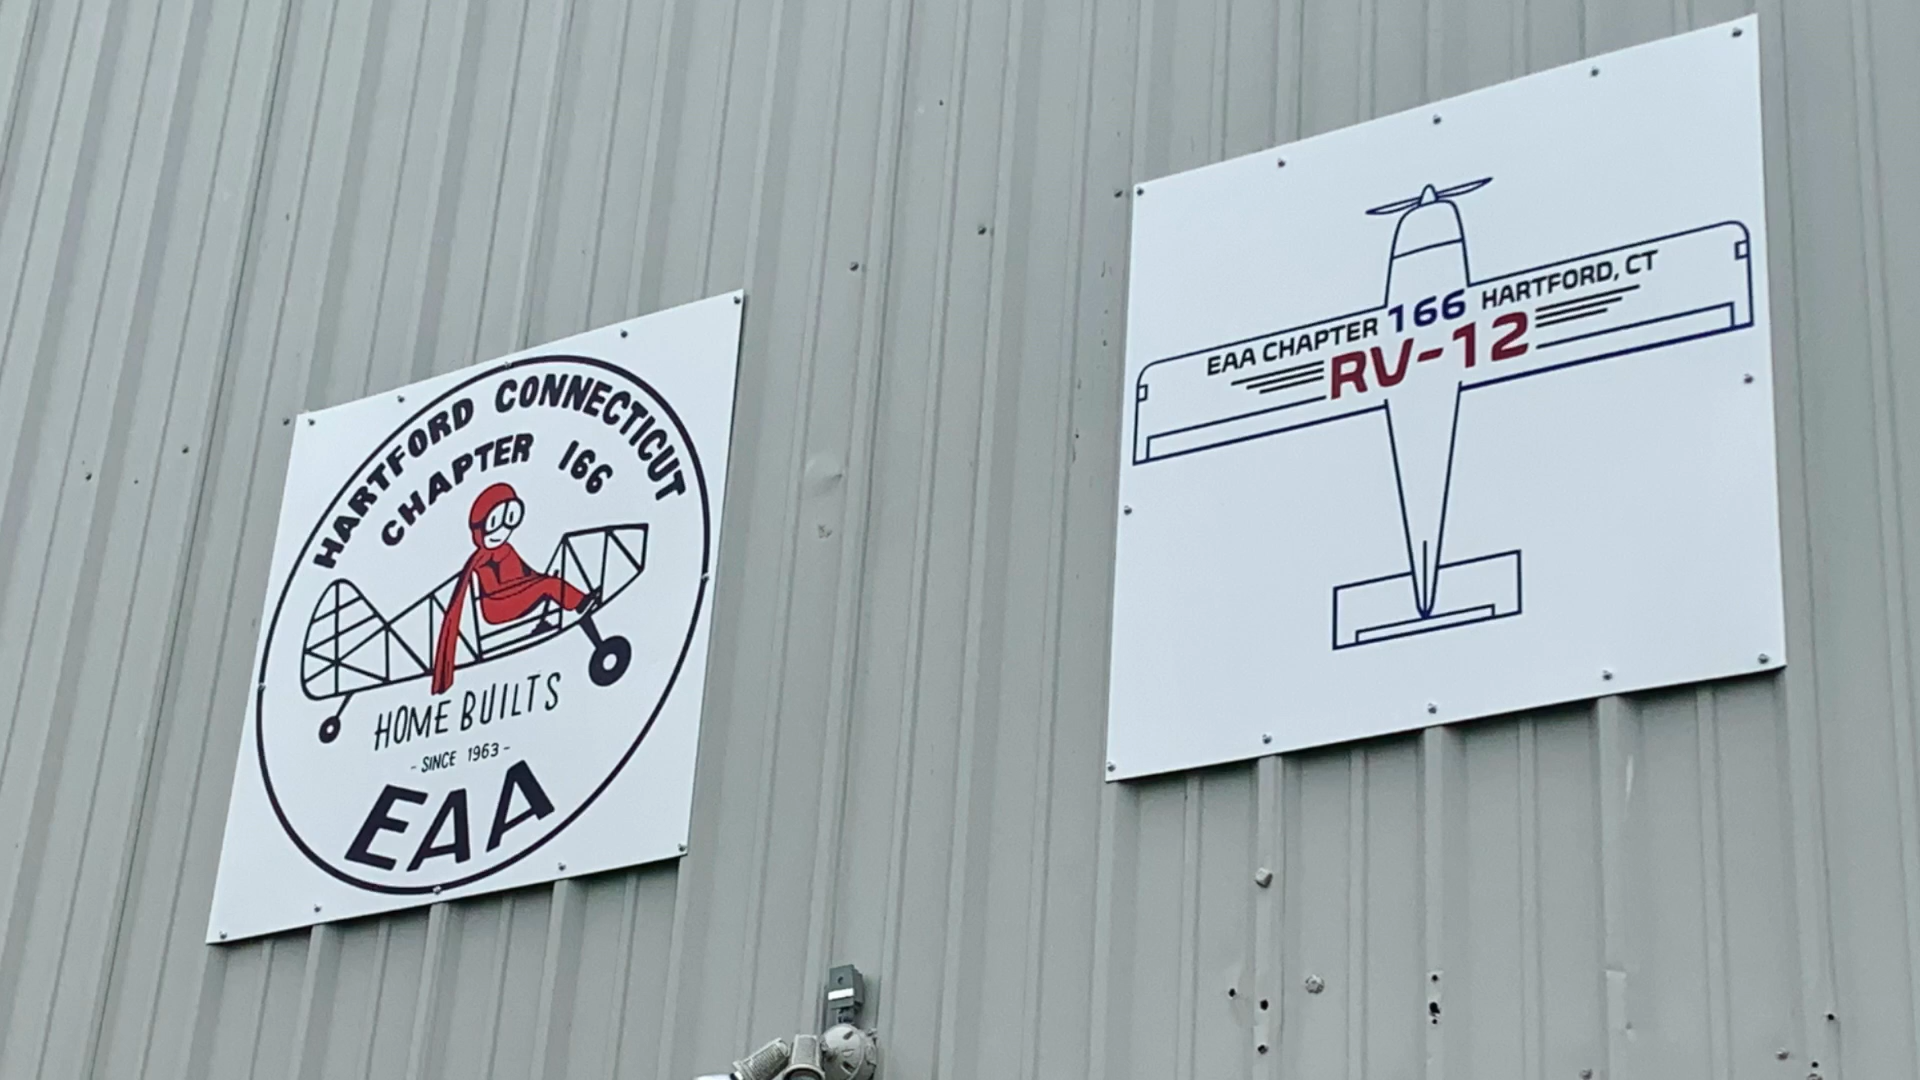 HARTFORD CONNECTICUT
CHAPTER 166
HOME BUILTS
- SINCE 1963 -
EAA
EAA CHAPTER 166 HARTFORD, CT
RV-12